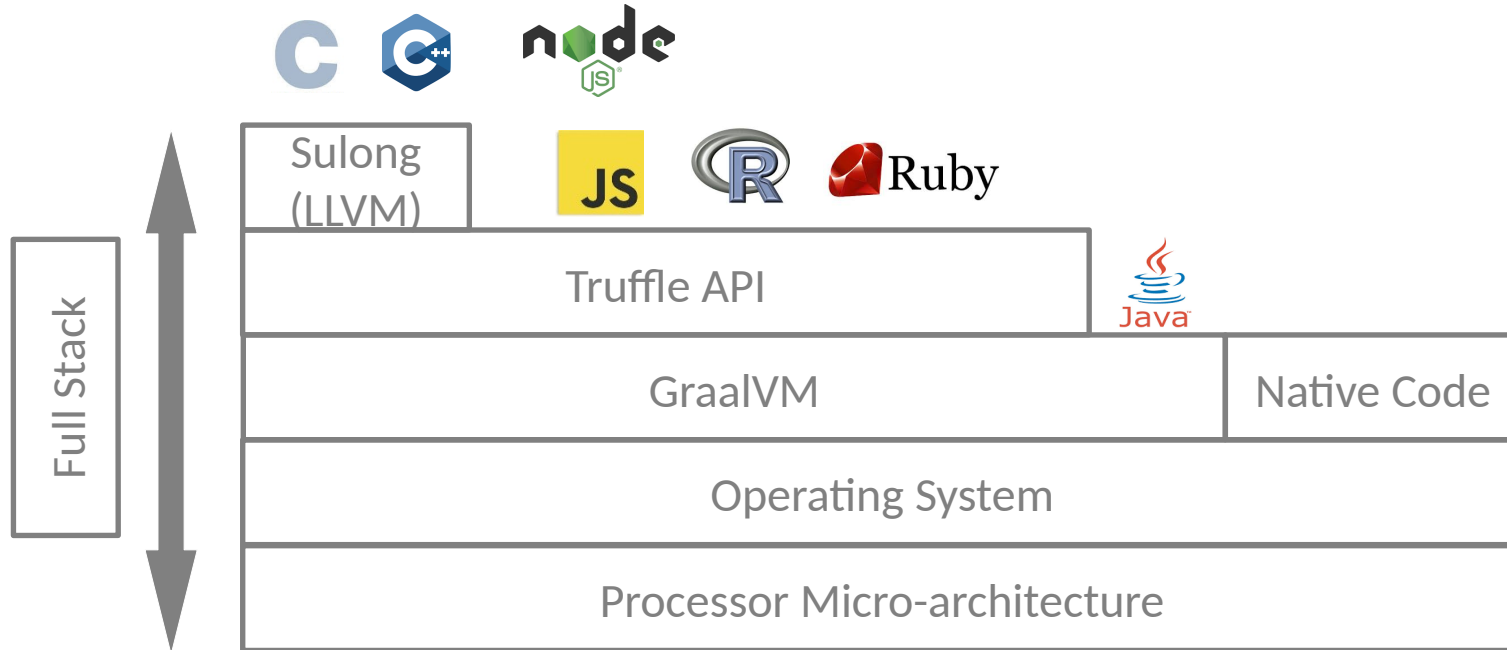 C
C++
node
JS
Sulong
(LLVM)
JS
R
Ruby
Truffle API
Java
Full Stack
GraalVM
Native Code
Operating System
Processor Micro-architecture